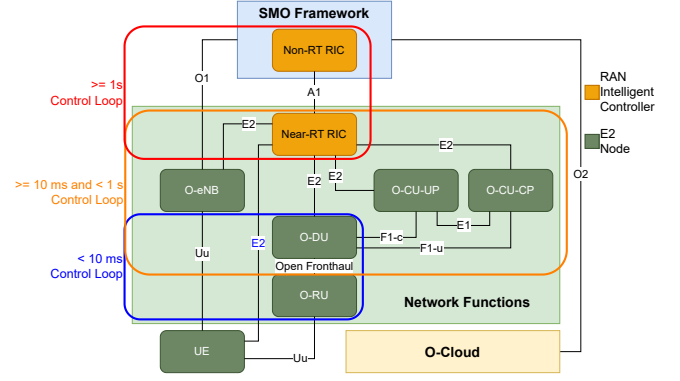 SMO Framework
Non-RT RIC
O1
>= 1s
Control Loop
A1
RAN
Intelligent
Controller
E2
Near-RT RIC
E2
Node
E2
E2
E2
O2
>= 10 ms and < 1 s
Control Loop
O-eNB
O-CU-UP
O-CU-CP
E1
O-DU
F1-c
E2
F1-u
Uu
< 10 ms
Control Loop
Open Fronthaul
O-RU
Network Functions
UE
Uu
O-Cloud